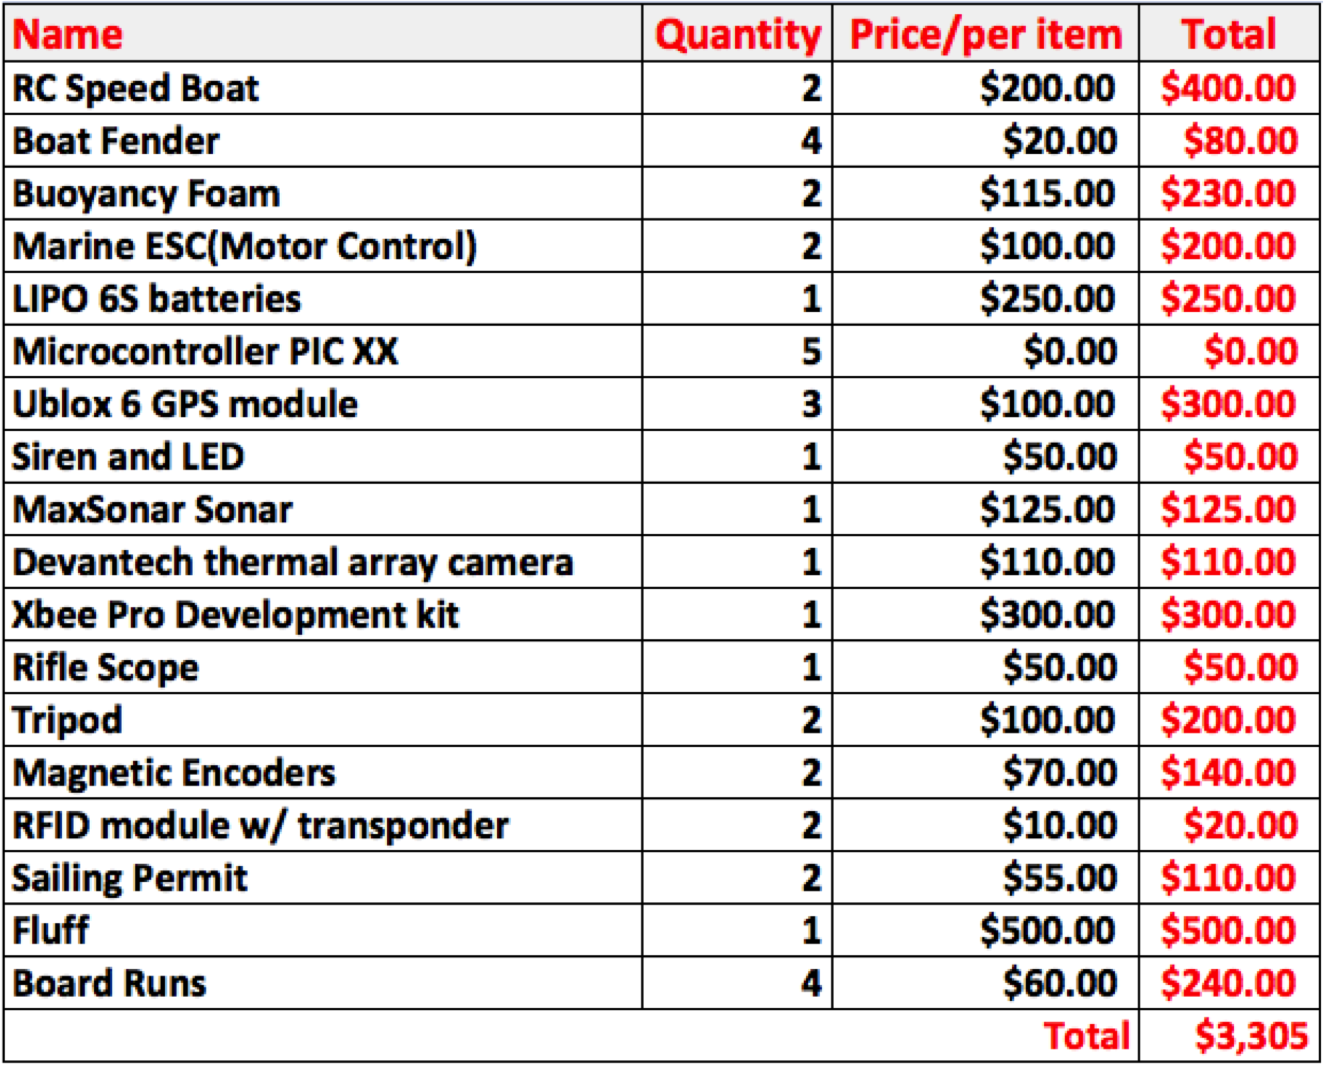 Name Quantity Price/per item Total
RC Speed Boat 2 $200.00 $400.00
Boat Fender 4 $20.00 $80.00
Buoyancy Foam 2 $115.00 $230.00
Marine ESC(Motor Control) 2 $100.00 $200.00
LIPO 6S batteries 1 $250.00 $250.00
Microcontroller PIC XX 5 $0.00 $0.00
Ublox 6 GPS module 3 $100.00 $300.00
Siren and LED 1 $50.00 $50.00
MaxSonar Sonar 1 $125.00 $125.00
Devantech thermal array camera 1 $110.00 $110.00
Xbee Pro Development kit 1 $300.00 $300.00
Rifle Scope 1 $50.00 $50.00
Tripod 2 $100.00 $200.00
Magnetic Encoders 2 $70.00 $140.00
RFID module w/ transponder 2 $10.00 $20.00
Sailing Permit 2 $55.00 $110.00
Fluff 1 $500.00 $500.00
Board Runs 4 $60.00 $240.00
Total $3,305